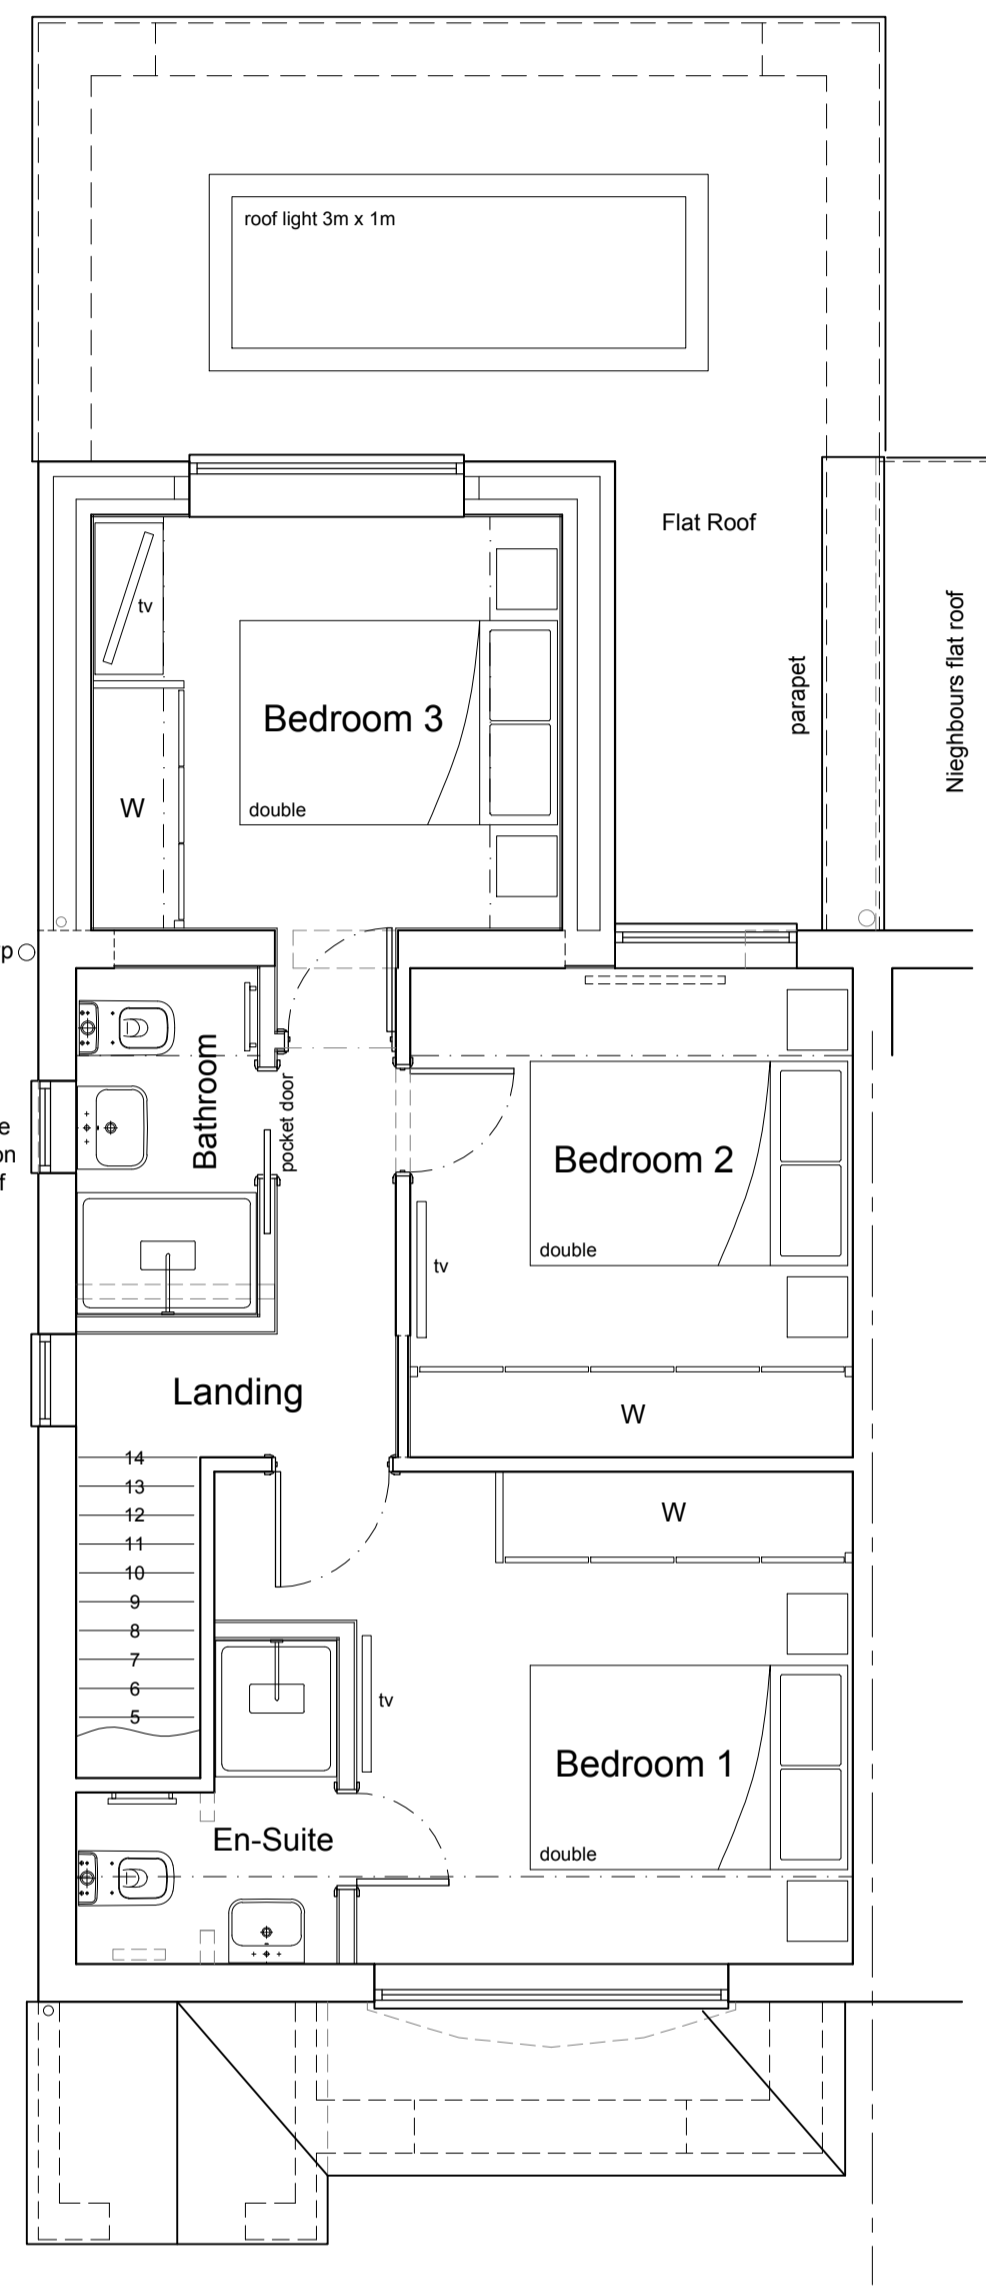 roof light 3m x 1m
Flat Roof
parapet
Nieghbours flat roof
tv
Bedroom 3
double
W
p
Bathroom
pocket door
e
on
f
Bedroom 2
double
tv
W
Landing
14
13
12
11
10
9
8
7
6
5
W
tv
Bedroom 1
double
En-Suite